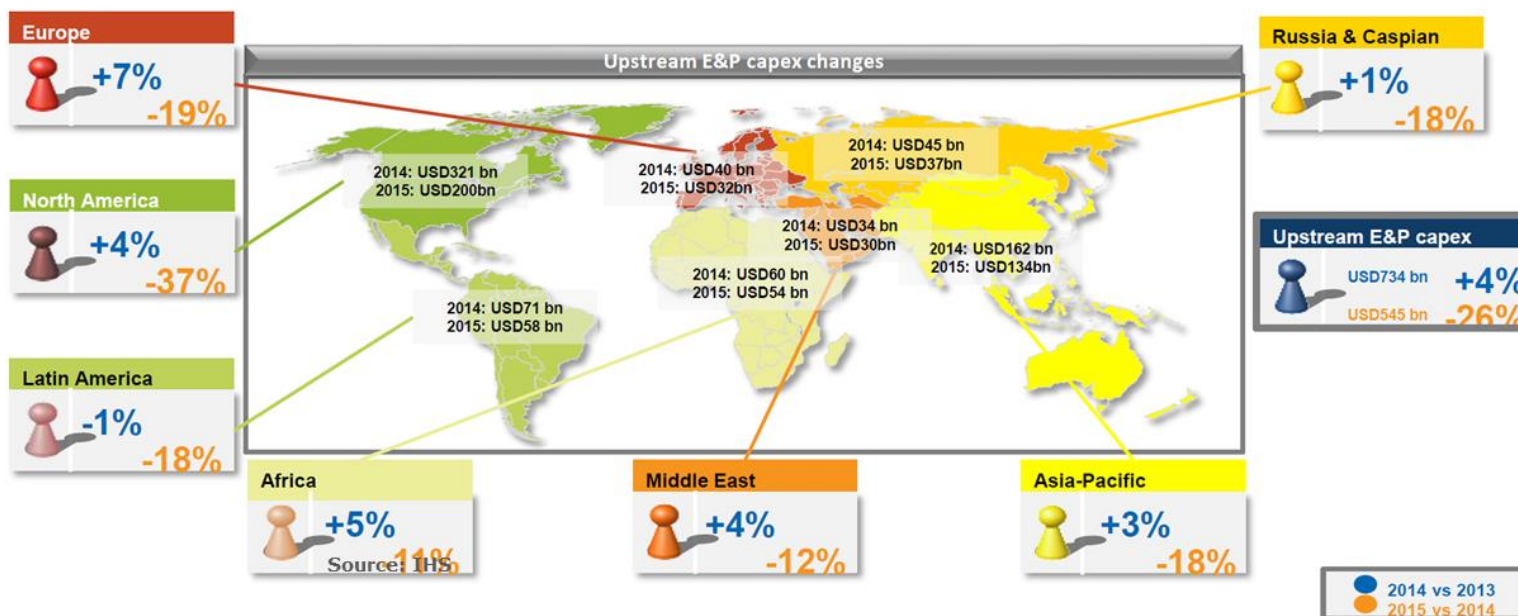 Upstream E&P capex changes
Europe
+7%
-19%
North America
+4%
-37%
Latin America
-1%
-18%
Russia & Caspian
+1%
-18%
2014: USD321 bn
2015: USD200bn
2014: USD40 bn
2015: USD32bn
2014: USD45 bn
2015: USD37bn
2014: USD34 bn
2015: USD30bn
2014: USD162 bn
2015: USD134bn
2014: USD60 bn
2015: USD54 bn
2014: USD71 bn
2015: USD58 bn
Upstream E&P capex
USD734 bn +4%
USD545 bn -26%
Africa
+5%
-11%
Source: IHS
Middle East
+4%
-12%
Asia-Pacific
+3%
-18%
2014 vs 2013
2015 vs 2014